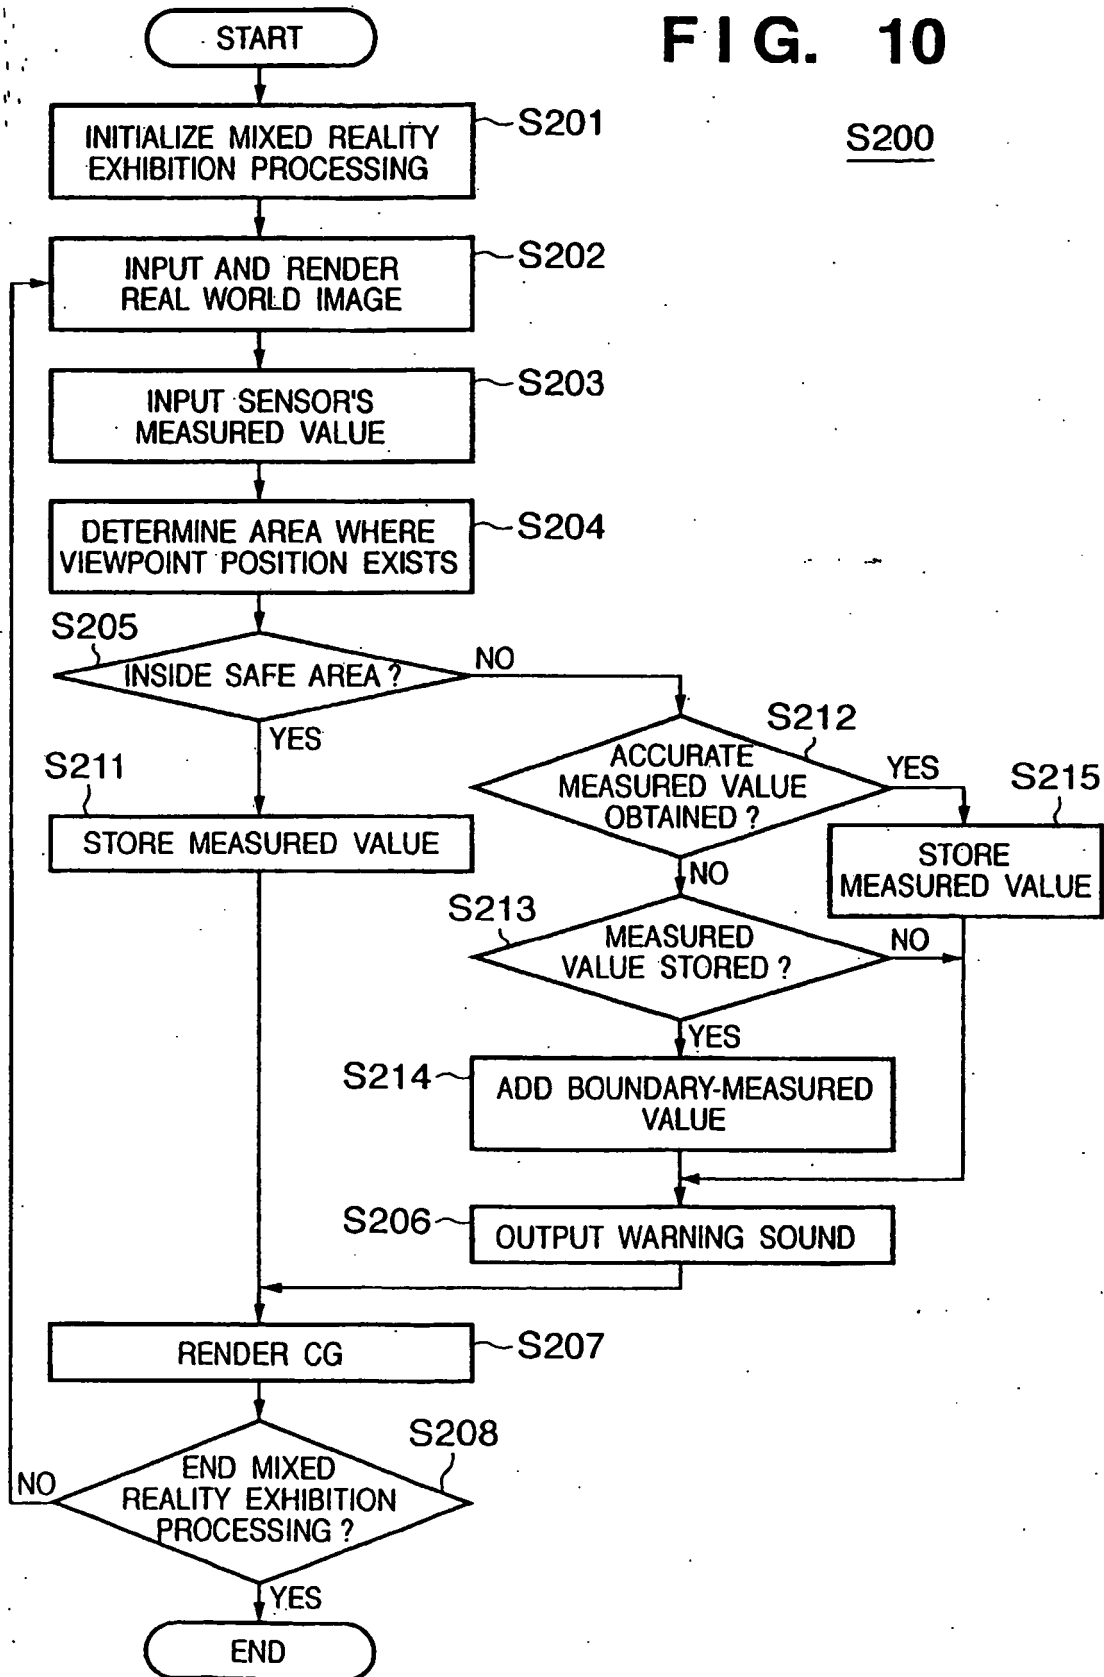 FIG. 10
S200
START
INITIALIZE MIXED REALITY
EXHIBITION PROCESSING
S201
INPUT AND RENDER
REAL WORLD IMAGE
S202
INPUT SENSOR'S
MEASURED VALUE
S203
DETERMINE AREA WHERE
VIEWPOINT POSITION EXISTS
S204
S205
INSIDE SAFE AREA?
NO
YES
S212
ACCURATE
MEASURED VALUE
OBTAINED?
YES
S215
STORE
MEASURED VALUE
S211
STORE MEASURED VALUE
NO
S213
MEASURED
VALUE STORED?
NO
YES
S214
ADD BOUNDARY-MEASURED
VALUE
S206
OUTPUT WARNING SOUND
RENDER CG
S207
S208
END MIXED
REALITY EXHIBITION
PROCESSING?
NO
YES
END